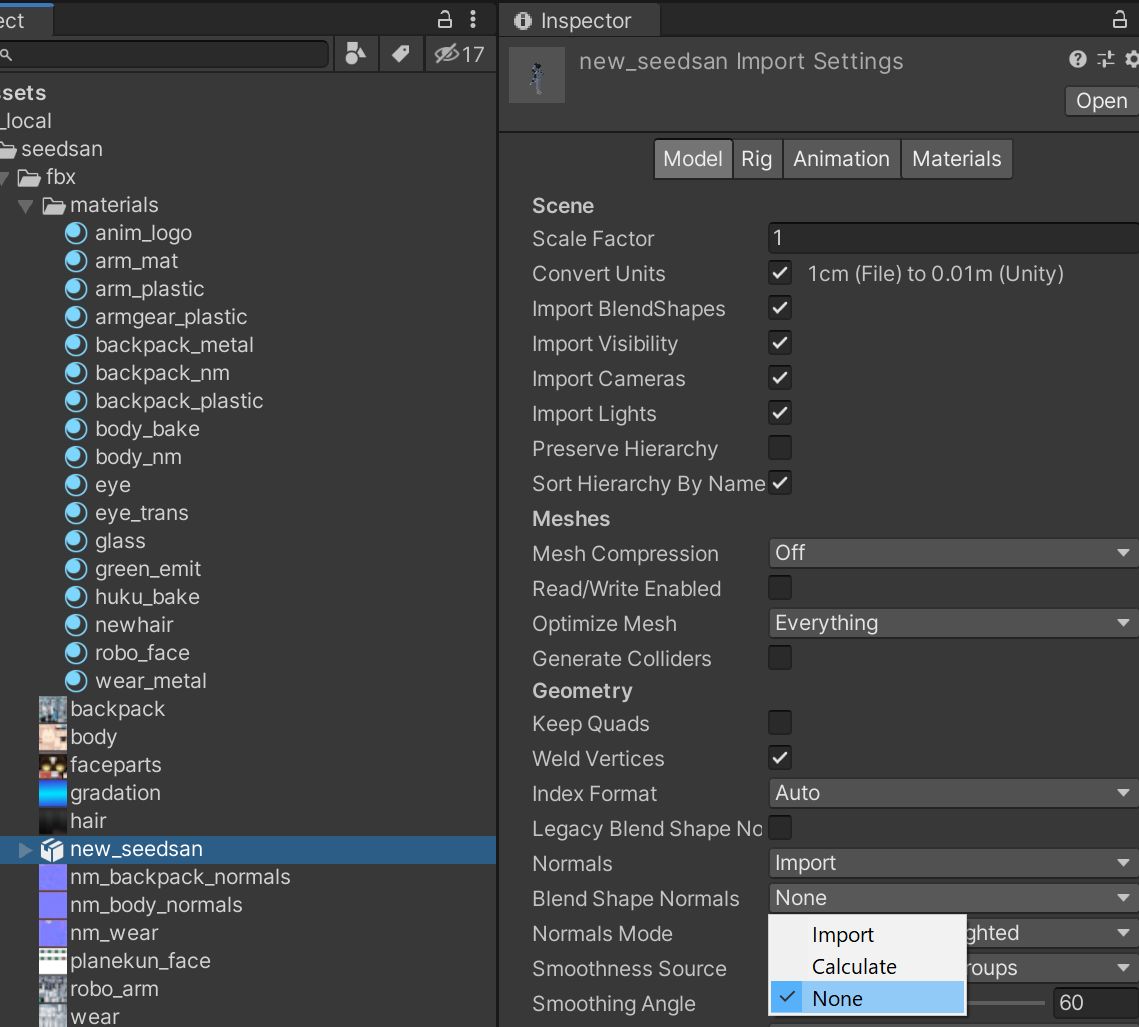 ect
17
ssets
_local
seedsan
fbx
materials
anim_logo
arm_mat
arm_plastic
armgear_plastic
backpack_metal
backpack_nm
backpack_plastic
body_bake
body_nm
eye
eye_trans
glass
green_emit
huku_bake
newhair
robo_face
wear_metal
backpack
body
faceparts
gradation
hair
new_seedsan
nm_backpack_normals
nm_body_normals
nm_wear
planekun_face
robo_arm
wear
Inspector
new_seedsan Import Settings
Open
Model Rig Animation Materials
Scene
Scale Factor 1
Convert Units 1cm (File) to 0.01m (Unity)
Import BlendShapes
Import Visibility
Import Cameras
Import Lights
Preserve Hierarchy
Sort Hierarchy By Name
Meshes
Mesh Compression Off
Read/Write Enabled
Optimize Mesh Everything
Generate Colliders
Geometry
Keep Quads
Weld Vertices
Index Format Auto
Legacy Blend Shape No
Normals Import
Blend Shape Normals None
Normals Mode ghted
Smoothness Source roups
Smoothing Angle 60
Import
Calculate
None